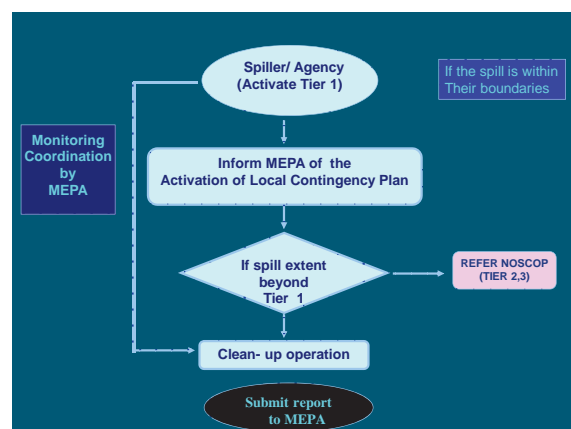 Spiller/ Agency
(Activate Tier 1)
If the spill is within
Their boundaries
Monitoring
Coordination
by
MEPA
Inform MEPA of the
Activation of Local Contingency Plan
If spill extent
beyond
Tier 1
REFER NOSCOP
(TIER 2,3)
Clean- up operation
Submit report
to MEPA